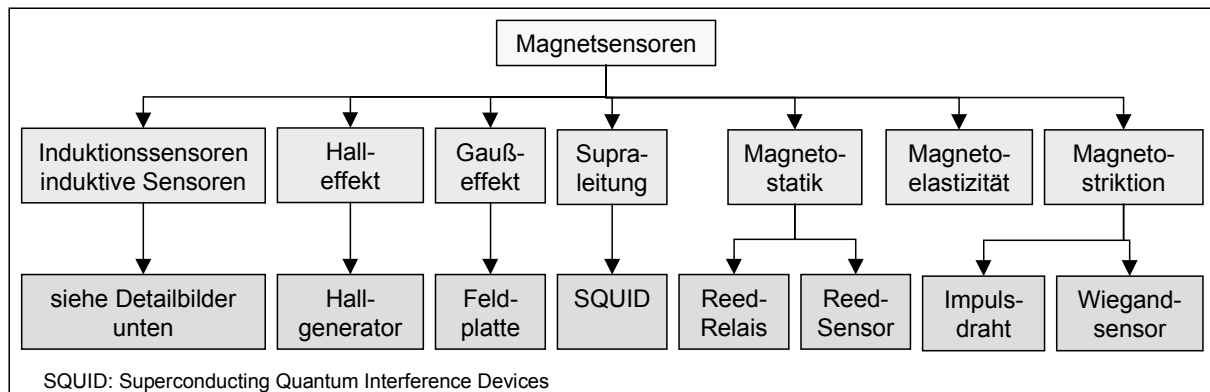 Magnetsensoren
Induktionssensoren
induktive Sensoren
Hall-
effekt
Gauß-
effekt
Supra-
leitung
Magneto-
statik
Magneto-
elastizität
Magneto-
striktion
siehe Detailbilder
unten
Hall-
generator
Feld-
platte
SQUID
Reed-
Relais
Reed-
Sensor
Impuls-
draht
Wiegand-
sensor
SQUID: Superconducting Quantum Interference Devices